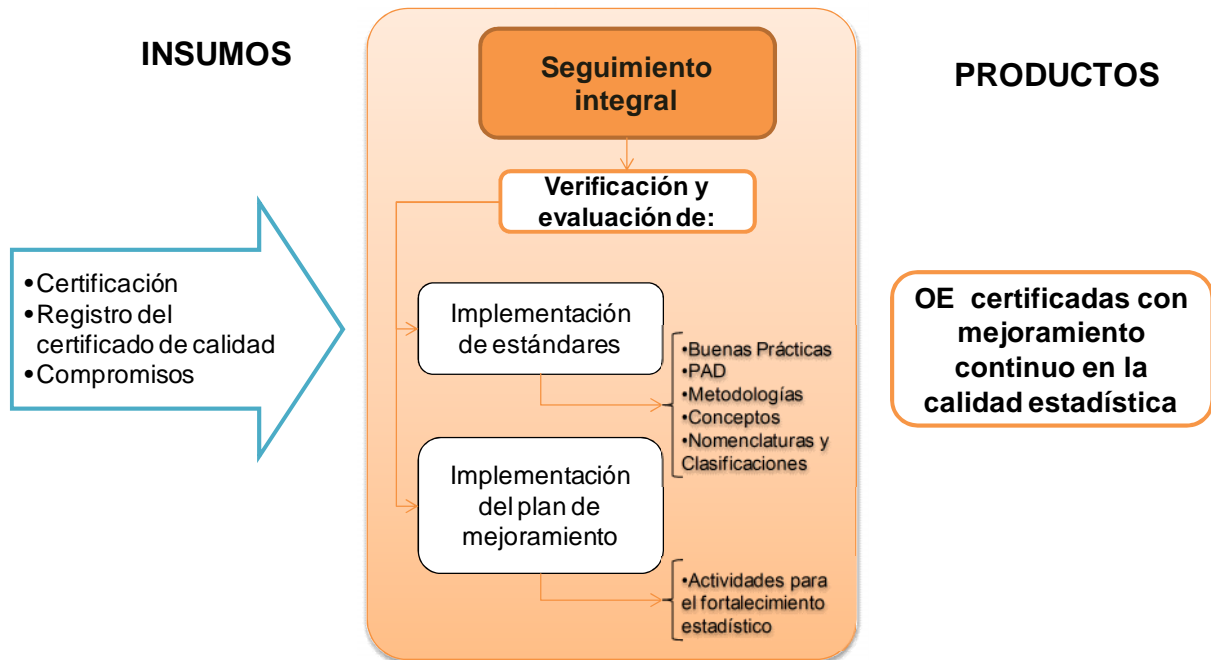 INSUMOS
•Certificación
•Registro del
certificado de calidad
•Compromisos
Seguimiento
integral
Verificación y
evaluación de:
Implementación
de estándares
•Buenas Prácticas
•PAD
•Metodologías
•Conceptos
•Nomenclaturas y
Clasificaciones
Implementación
del plan de
mejoramiento
•Actividades para
el fortalecimiento
estadístico
PRODUCTOS
OE certificadas con
mejoramiento
continuo en la
calidad estadística